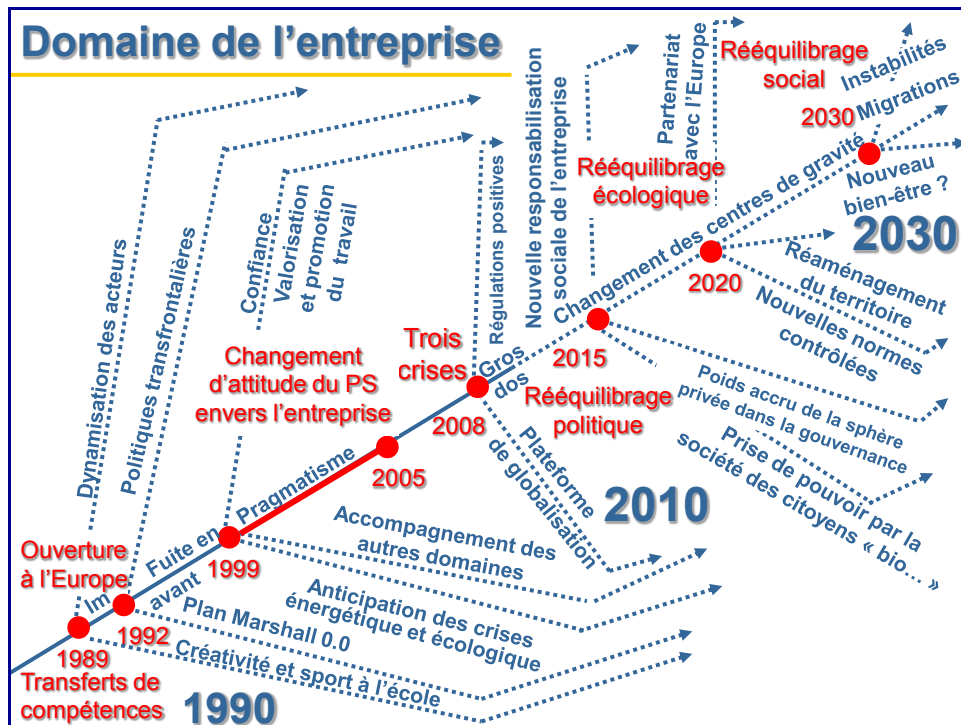 Domaine de l’entreprise
Dynamisation des acteurs
Politiques transfrontalières
Confiance
Valorisation
et promotion
du travail
Régulations positives
Nouvelle responsabilisation
sociale de l’entreprise
Partenariat
avec l’Europe
Rééquilibrage
social
2030
Instabilités
Migrations
Nouveau
bien-être ?
2030
Rééquilibrage
écologique
Changement des centres de gravité
2020
Réaménagement
du territoire
Nouvelles normes
contrôlées
Trois
crises
2008
Gros
dos
2015
Rééquilibrage
politique
Poids accru de la sphère
privée dans la gouvernance
Prise de pouvoir par la
société des citoyens « bio… »
Changement
d’attitude du PS
envers l’entreprise
2005
Plateforme
de globalisation
2010
Pragmatisme
Fuite en
avant
1999
Accompagnement des
autres domaines
Anticipation des crises
énergétique et écologique
Ouverture
à l’Europe
Im
1992
Plan Marshall 0.0
1989
Transferts de
compétences
Créativité et sport à l’école
1990